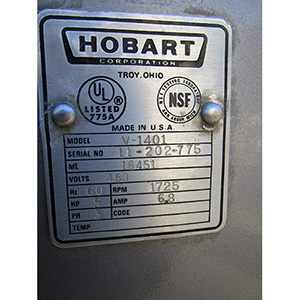 HOBART
CORPORATION
TROY, OHIO
UL
LISTED
775A
NSF
MADE IN U.S.A.
MODEL V-1401
SERIAL NO 11-202-775
ML 16451
VOLTS 460
Hz 60 RPM 1725
HP 5 AMP 6.8
PH 3 CODE
TEMP